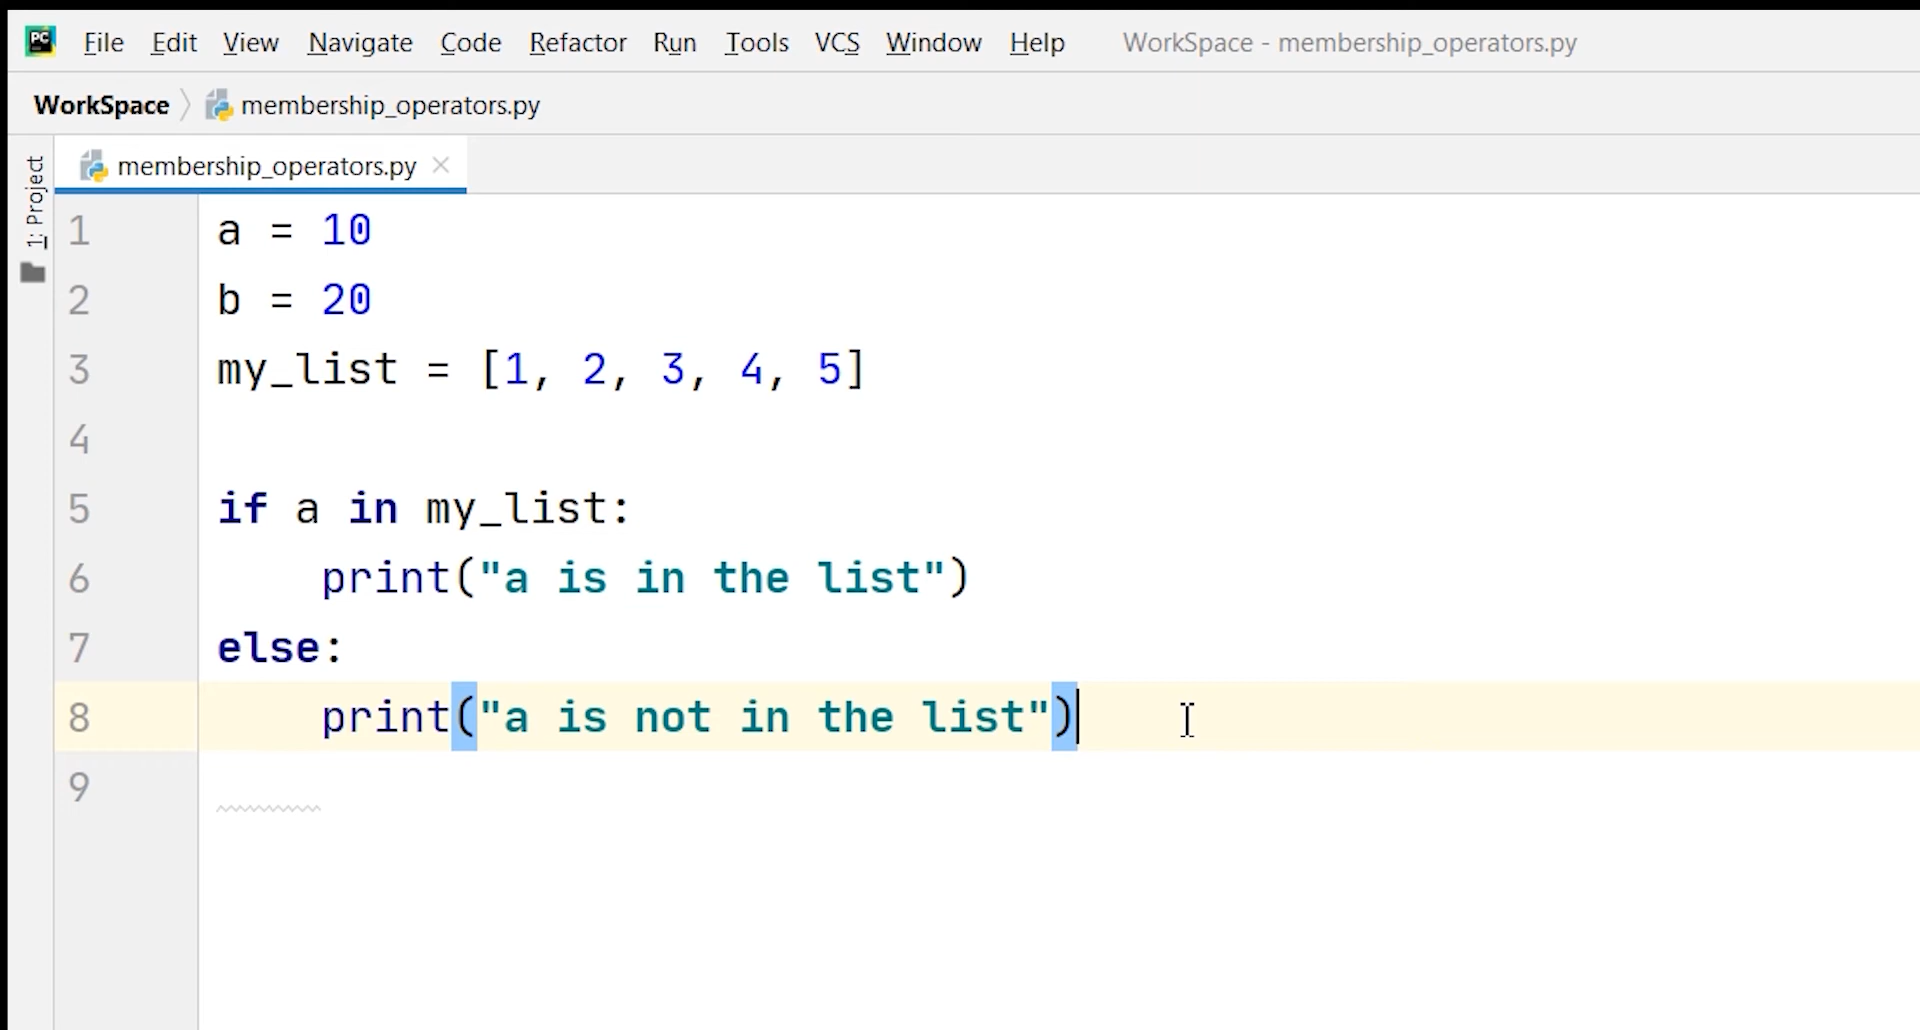 PC File Edit View Navigate Code Refactor Run Tools VCS Window Help WorkSpace - membership_operators.py
WorkSpace membership_operators.py
1: Project
membership_operators.py
1 a = 10
2 b = 20
3 my_list = [1, 2, 3, 4, 5]
4
5 if a in my_list:
6     print("a is in the list")
7 else:
8     print("a is not in the list")
9